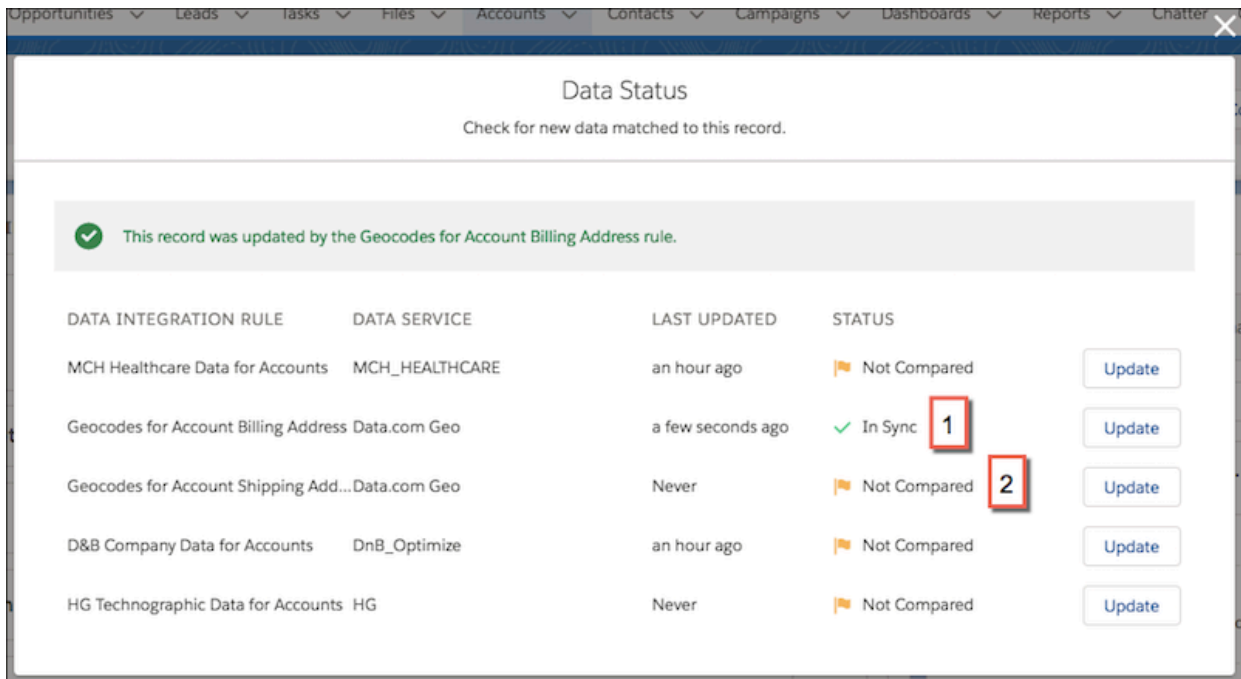 Opportunities Leads Tasks Files Accounts Contacts Campaigns Dashboards Reports Chatter
Data Status
Check for new data matched to this record.
This record was updated by the Geocodes for Account Billing Address rule.
DATA INTEGRATION RULE DATA SERVICE LAST UPDATED STATUS
MCH Healthcare Data for Accounts MCH_HEALTHCARE an hour ago Not Compared Update
Geocodes for Account Billing Address Data.com Geo a few seconds ago In Sync 1 Update
Geocodes for Account Shipping Add... Data.com Geo Never Not Compared 2 Update
D&B Company Data for Accounts DnB_Optimize an hour ago Not Compared Update
HG Technographic Data for Accounts HG Never Not Compared Update